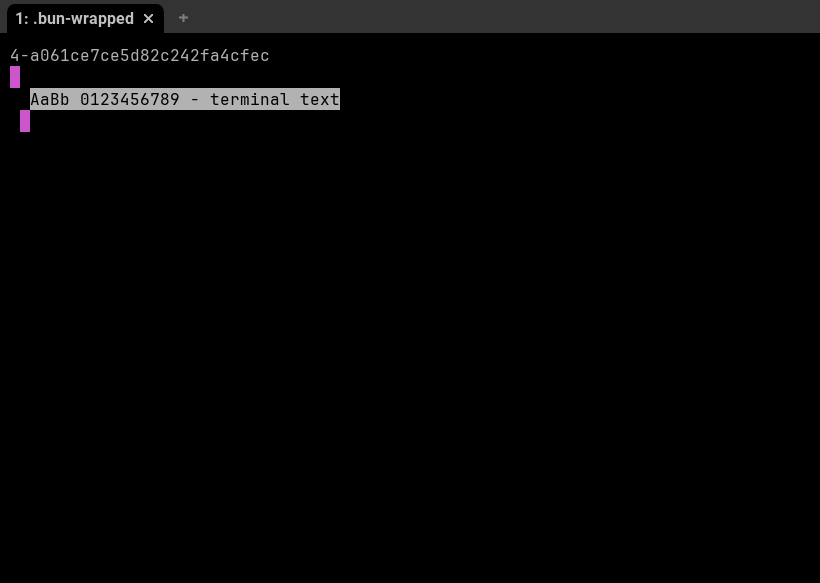 1: .bun-wrapped
4-a061ce7ce5d82c242fa4cfec
AaBb 0123456789 - terminal text